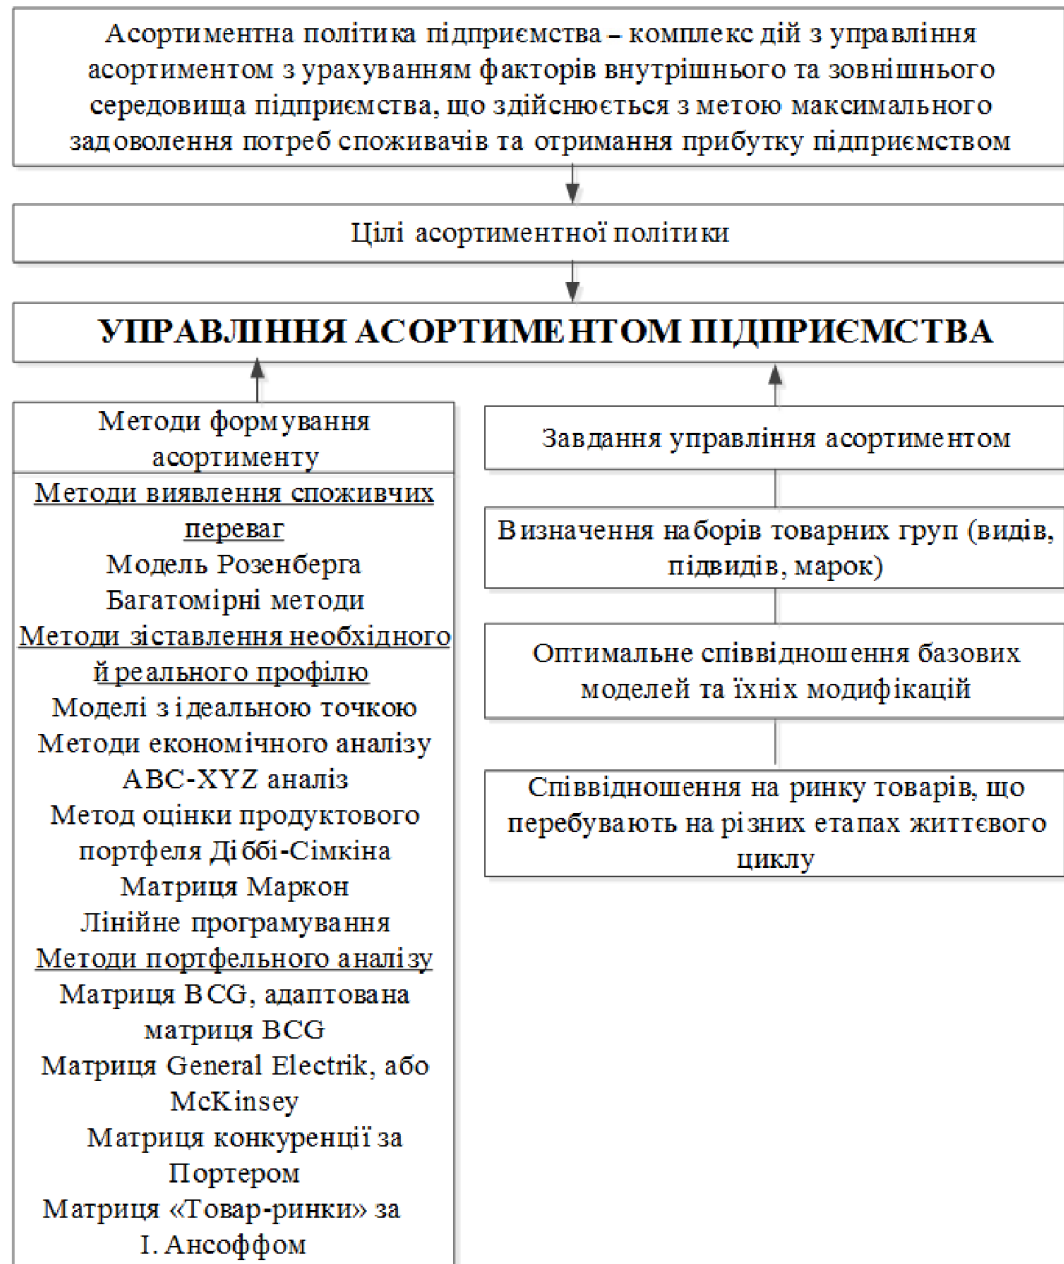 Асортиментна політика підприємства – комплекс дій з управління
асортиментом з урахуванням факторів внутрішнього та зовнішнього
середовища підприємства, що здійснюється з метою максимального
задоволення потреб споживачів та отримання прибутку підприємством
Цілі асортиментної політики
УПРАВЛІННЯ АСОРТИМЕНТОМ ПІДПРИЄМСТВА
Методи формування
асортименту
Методи виявлення споживчих
переваг
Модель Розенберга
Багатомірні методи
Методи зіставлення необхідного
й реального профілю
Моделі з ідеальною точкою
Методи економічного аналізу
ABC-XYZ аналіз
Метод оцінки продуктового
портфеля Діббі-Сімкіна
Матриця Маркон
Лінійне програмування
Методи портфельного аналізу
Матриця BCG, адаптована
матриця BCG
Матриця General Electrik, або
McKinsey
Матриця конкуренції за
Портером
Матриця «Товар-ринки» за
І. Ансоффом
Завдання управління асортиментом
Визначення наборів товарних груп (видів,
підвидів, марок)
Оптимальне співвідношення базових
моделей та їхніх модифікацій
Співвідношення на ринку товарів, що
перебувають на різних етапах життєвого
циклу